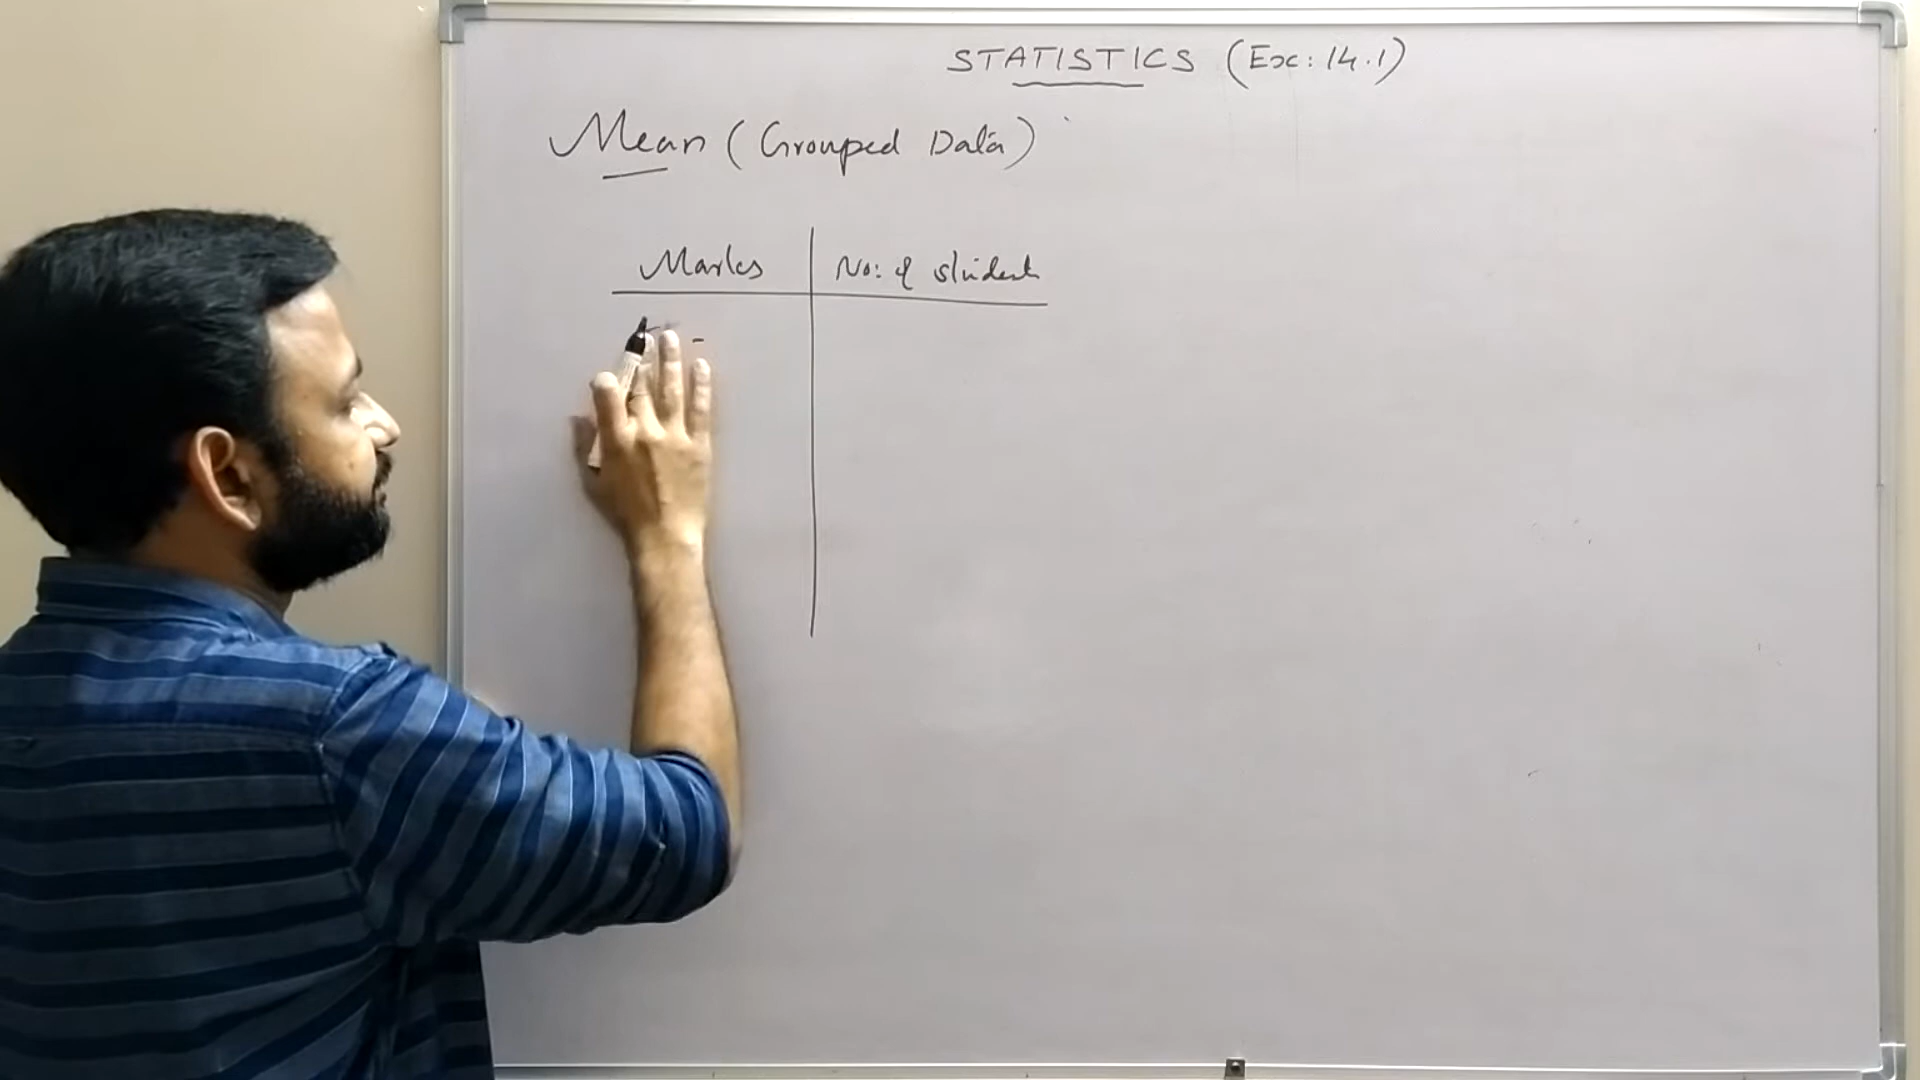 STATISTICS (Ex: 14.1)
Mean (Grouped Data)
Marks No: of student
-